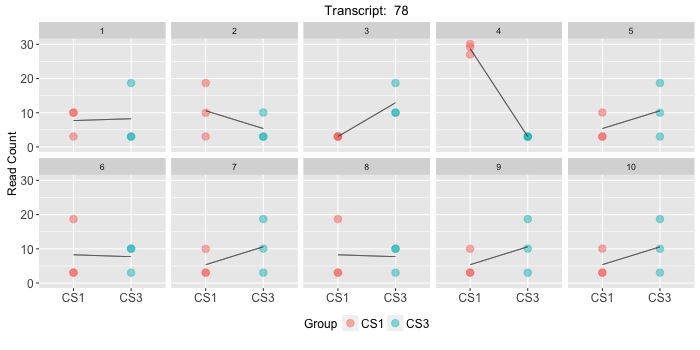 Transcript: 78
1 2 3 4 5
30
20
10
0
6 7 8 9 10
30
20
10
0
Read Count
CS1 CS3 CS1 CS3 CS1 CS3 CS1 CS3 CS1 CS3
Group CS1 CS3